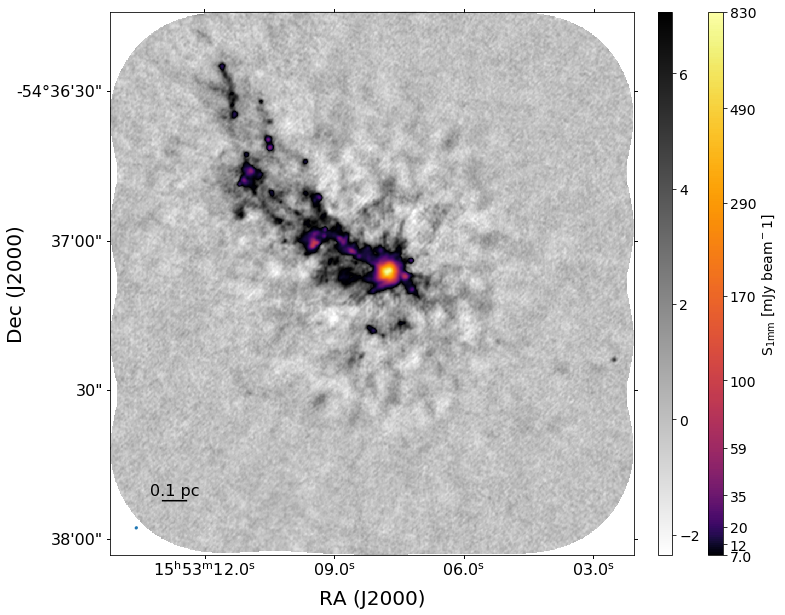 -54°36'30"
37'00"
30"
38'00"
Dec (J2000)
0.1 pc
15ʰ53ᵐ12.0ˢ
09.0ˢ
06.0ˢ
03.0ˢ
RA (J2000)
6
4
2
0
−2
830
490
290
170
100
59
35
20
12
7.0
S₁ₘₘ [mJy beam⁻1]